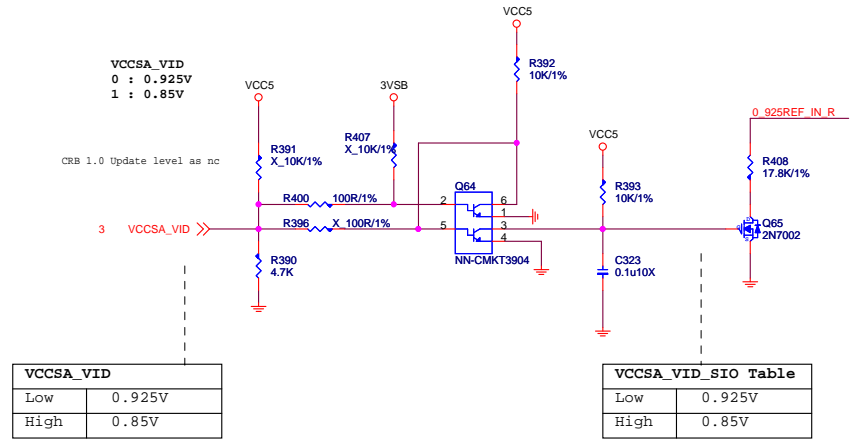 VCC5
R392
10K/1%
VCCSA_VID
0 : 0.925V
1 : 0.85V
VCC5
3VSB
0_925REF_IN_R
R407
X_10K/1%
VCC5
R391
X_10K/1%
CRB 1.0 Update level as nc
R408
17.8K/1%
R393
10K/1%
Q64
R400
100R/1%
2
6
1
R396
X_100R/1%
5
3
4
3
VCCSA_VID
Q65
2N7002
R390
4.7K
NN-CMKT3904
C323
0.1u10X
VCCSA_VID
Low 0.925V
High 0.85V
VCCSA_VID_SIO Table
Low 0.925V
High 0.85V